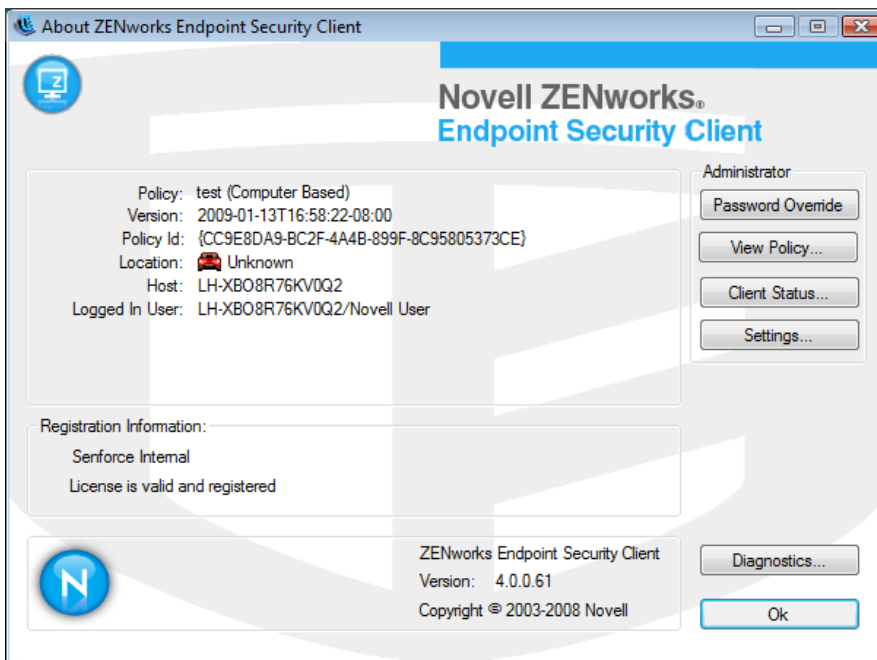 About ZENworks Endpoint Security Client
Z
Novell ZENworks®
Endpoint Security Client
Policy: test (Computer Based)
Version: 2009-01-13T16:58:22-08:00
Policy Id: {CC9E8DA9-BC2F-4A4B-899F-8C95805373CE}
Location: Unknown
Host: LH-XBO8R76KV0Q2
Logged In User: LH-XBO8R76KV0Q2/Novell User
Administrator
Password Override
View Policy...
Client Status...
Settings...
Registration Information:
Senforce Internal
License is valid and registered
N
ZENworks Endpoint Security Client
Version: 4.0.0.61
Copyright © 2003-2008 Novell
Diagnostics...
Ok